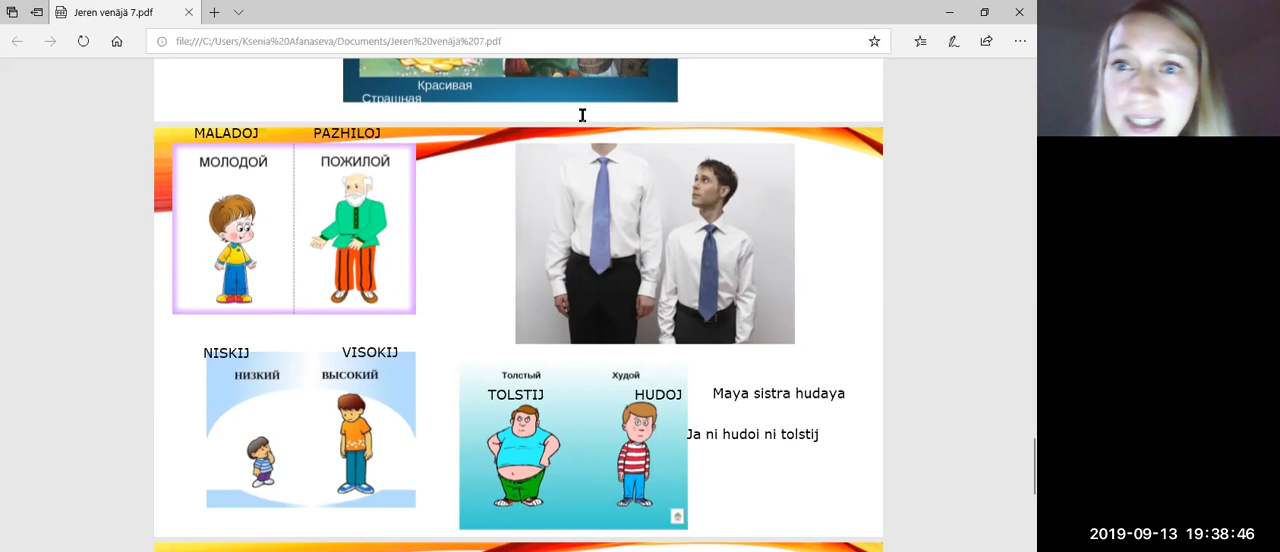 Jeren venäjä 7.pdf
file:///C:/Users/Ksenia%20Afanaseva/Documents/Jeren%20venäjä%207.pdf
Красивая
Страшная
MALADOJ PAZHILOJ
МОЛОДОЙ ПОЖИЛОЙ
NISKIJ VISOKIJ
НИЗКИЙ ВЫСОКИЙ
Толстый Худой
TOLSTIJ HUDOJ
Maya sistra hudaya
Ja ni hudoi ni tolstij
2019-09-13 19:38:46